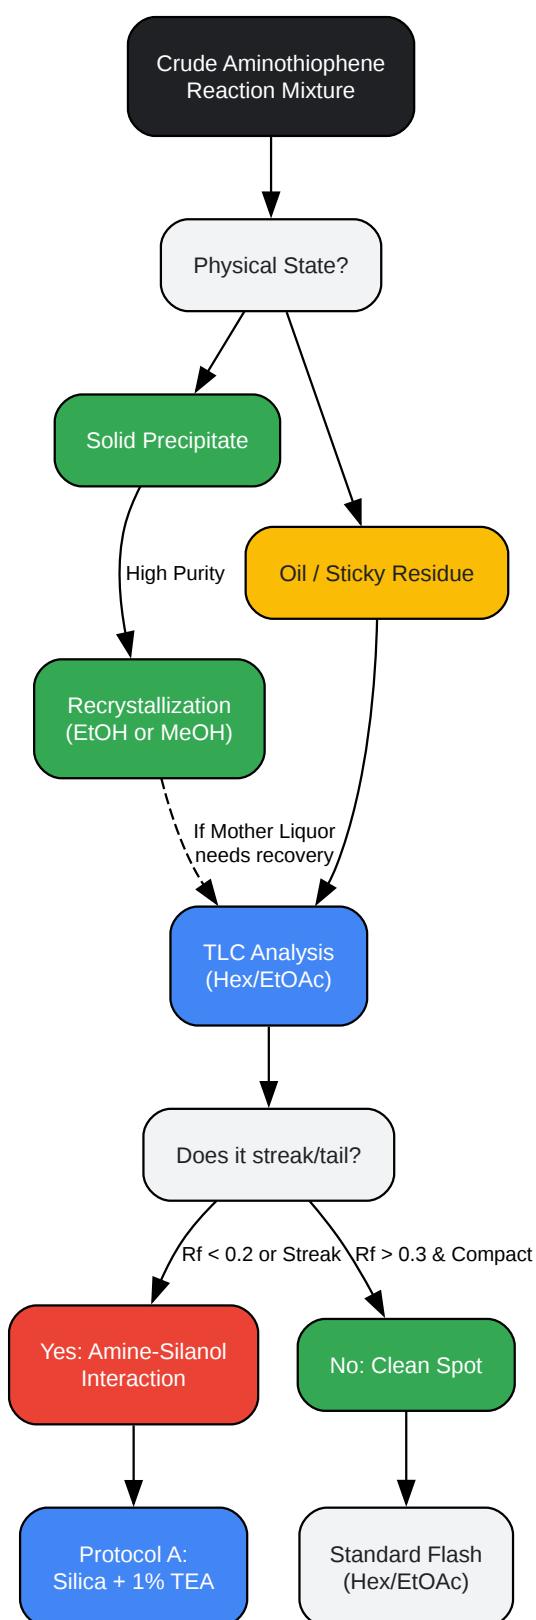 Crude Aminothiophene
Reaction Mixture
Physical State?
Solid Precipitate
High Purity
Oil / Sticky Residue
Recrystallization
(EtOH or MeOH)
If Mother Liquor
needs recovery
TLC Analysis
(Hex/EtOAc)
Does it streak/tail?
Rf < 0.2 or Streak
Rf > 0.3 & Compact
Yes: Amine-Silanol
Interaction
No: Clean Spot
Protocol A:
Silica + 1% TEA
Standard Flash
(Hex/EtOAc)